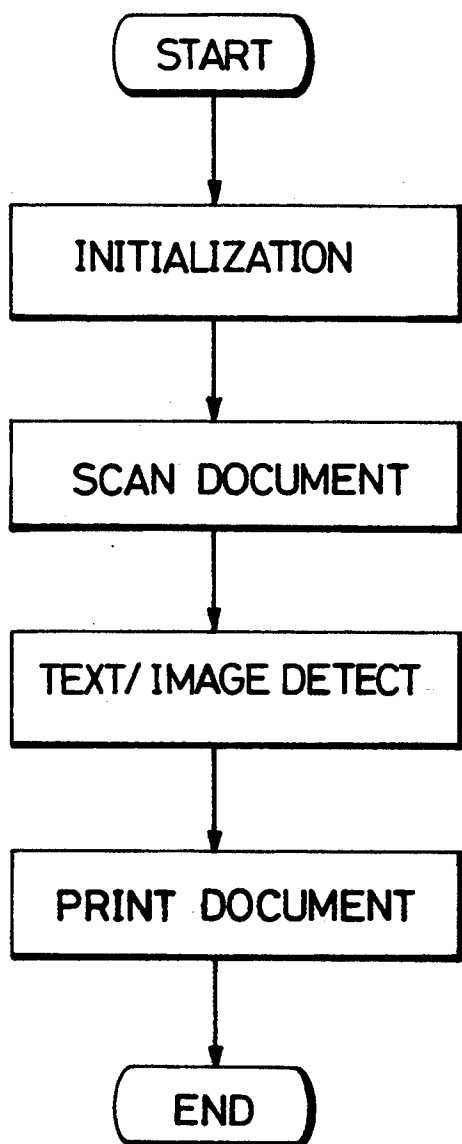 START
INITIALIZATION
SCAN DOCUMENT
TEXT/ IMAGE DETECT
PRINT DOCUMENT
END